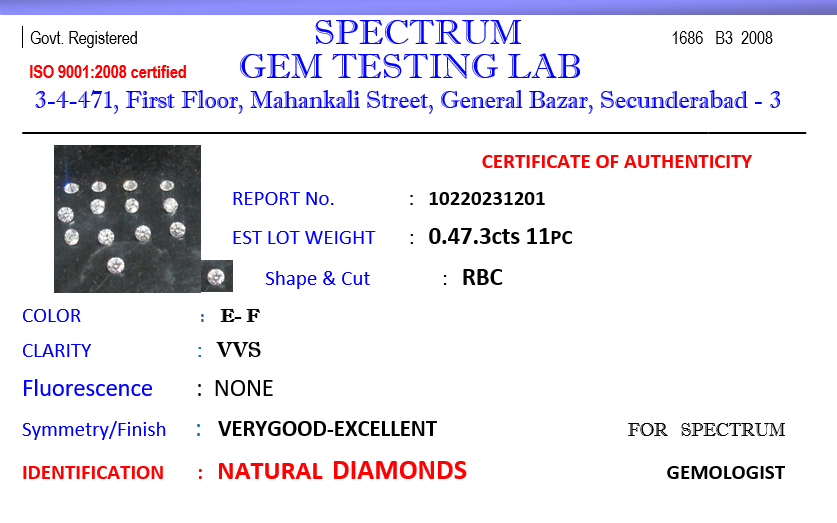 Govt. Registered
SPECTRUM
1686 B3 2008
ISO 9001:2008 certified
GEM TESTING LAB
3-4-471, First Floor, Mahankali Street, General Bazar, Secunderabad - 3
CERTIFICATE OF AUTHENTICITY
REPORT No. : 10220231201
EST LOT WEIGHT : 0.47.3cts 11PC
Shape & Cut : RBC
COLOR : E- F
CLARITY : VVS
Fluorescence : NONE
Symmetry/Finish : VERYGOOD-EXCELLENT
FOR SPECTRUM
IDENTIFICATION : NATURAL DIAMONDS
GEMOLOGIST